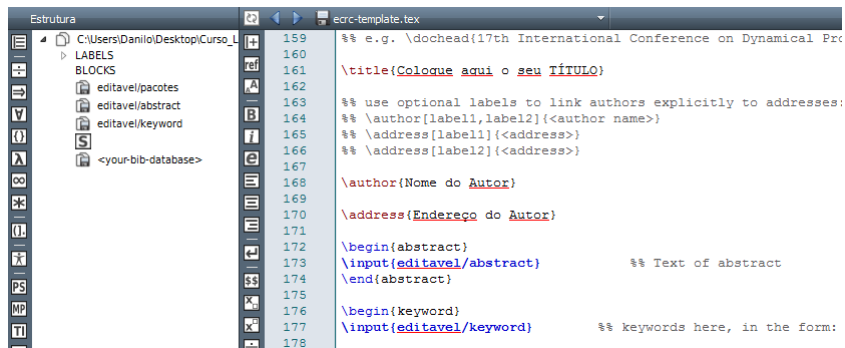 Estrutura
ecrc-template.tex
C:\Users\Danilo\Desktop\Curso_L
LABELS
BLOCKS
editavel/pacotes
editavel/abstract
editavel/keyword
S
<your-bib-database>
ref
A
B
i
e
$$
x
x
÷
⇒
∀
{}
λ
∞
*
().
PS
MP
TI
159 %% e.g. \dochead{17th International Conference on Dynamical Pro
160
161 \title{Coloque aqui o seu TÍTULO}
162
163 %% use optional labels to link authors explicitly to addresses:
164 %% \author[label1,label2]{<author name>}
165 %% \address[label1]{<address>}
166 %% \address[label2]{<address>}
167
168 \author{Nome do Autor}
169
170 \address{Endereço do Autor}
171
172 \begin{abstract}
173 \input{editavel/abstract} %% Text of abstract
174 \end{abstract}
175
176 \begin{keyword}
177 \input{editavel/keyword} %% keywords here, in the form:
178